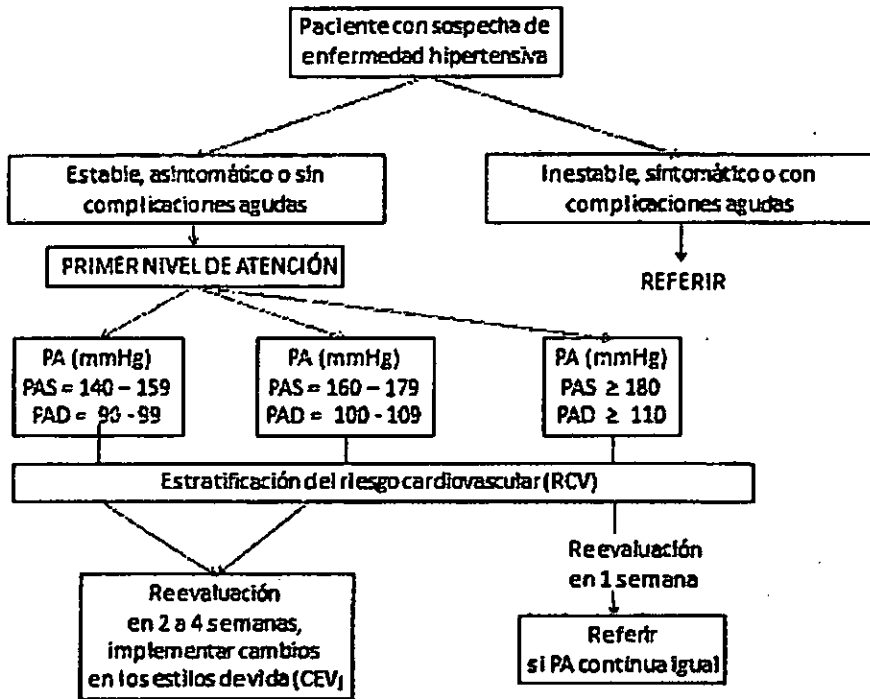 Paciente con sospecha de
enfermedad hipertensiva
Estable, asintomático o sin
complicaciones agudas
Inestable, sintomático o con
complicaciones agudas
PRIMER NIVEL DE ATENCIÓN
REFERIR
PA (mmHg)
PAS = 140 – 159
PAD = 90 - 99
PA (mmHg)
PAS = 160 – 179
PAD = 100 - 109
PA (mmHg)
PAS ≥ 180
PAD ≥ 110
Estratificación del riesgo cardiovascular (RCV)
Reevaluación
en 2 a 4 semanas,
implementar cambios
en los estilos de vida (CEV)
Reevaluación
en 1 semana
Referir
si PA continua igual